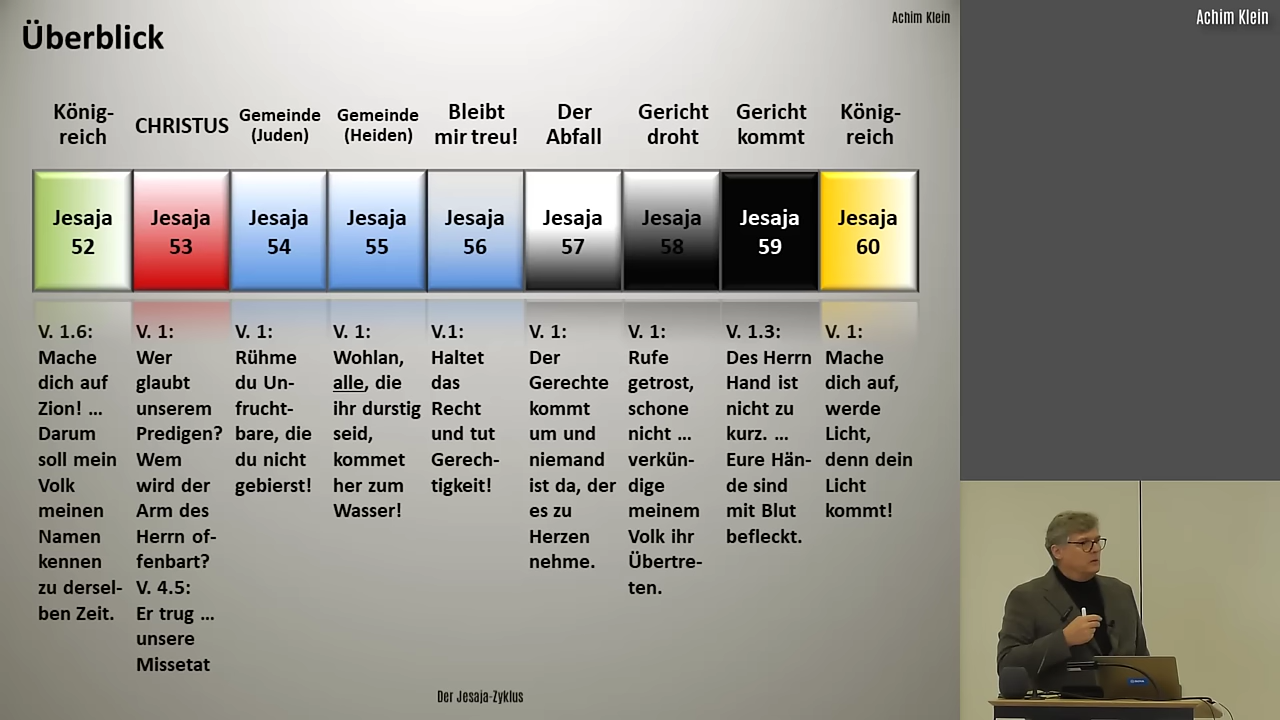 Achim Klein
Achim Klein
Überblick
König-
reich
CHRISTUS
Gemeinde
(Juden)
Gemeinde
(Heiden)
Bleibt
mir treu!
Der
Abfall
Gericht
droht
Gericht
kommt
König-
reich
Jesaja
52
Jesaja
53
Jesaja
54
Jesaja
55
Jesaja
56
Jesaja
57
Jesaja
58
Jesaja
59
Jesaja
60
V. 1.6:
Mache
dich auf
Zion! ...
Darum
soll mein
Volk
meinen
Namen
kennen
zu dersel-
ben Zeit.
V. 1:
Wer
glaubt
unserem
Predigen?
Wem
wird der
Arm des
Herrn of-
fenbart?
V. 4.5:
Er trug ...
unsere
Missetat
V. 1:
Rühme
du Un-
frucht-
bare, die
du nicht
gebierst!
V. 1:
Wohlan,
alle, die
ihr durstig
seid,
kommet
her zum
Wasser!
V.1:
Haltet
das
Recht
und tut
Gerech-
tigkeit!
V. 1:
Der
Gerechte
kommt
um und
niemand
ist da, der
es zu
Herzen
nehme.
V. 1:
Rufe
getrost,
schone
nicht ...
verkün-
dige
meinem
Volk ihr
Übertre-
ten.
V. 1.3:
Des Herrn
Hand ist
nicht zu
kurz. ...
Eure Hän-
de sind
mit Blut
befleckt.
V. 1:
Mache
dich auf,
werde
Licht,
denn dein
Licht
kommt!
Der Jesaja-Zyklus